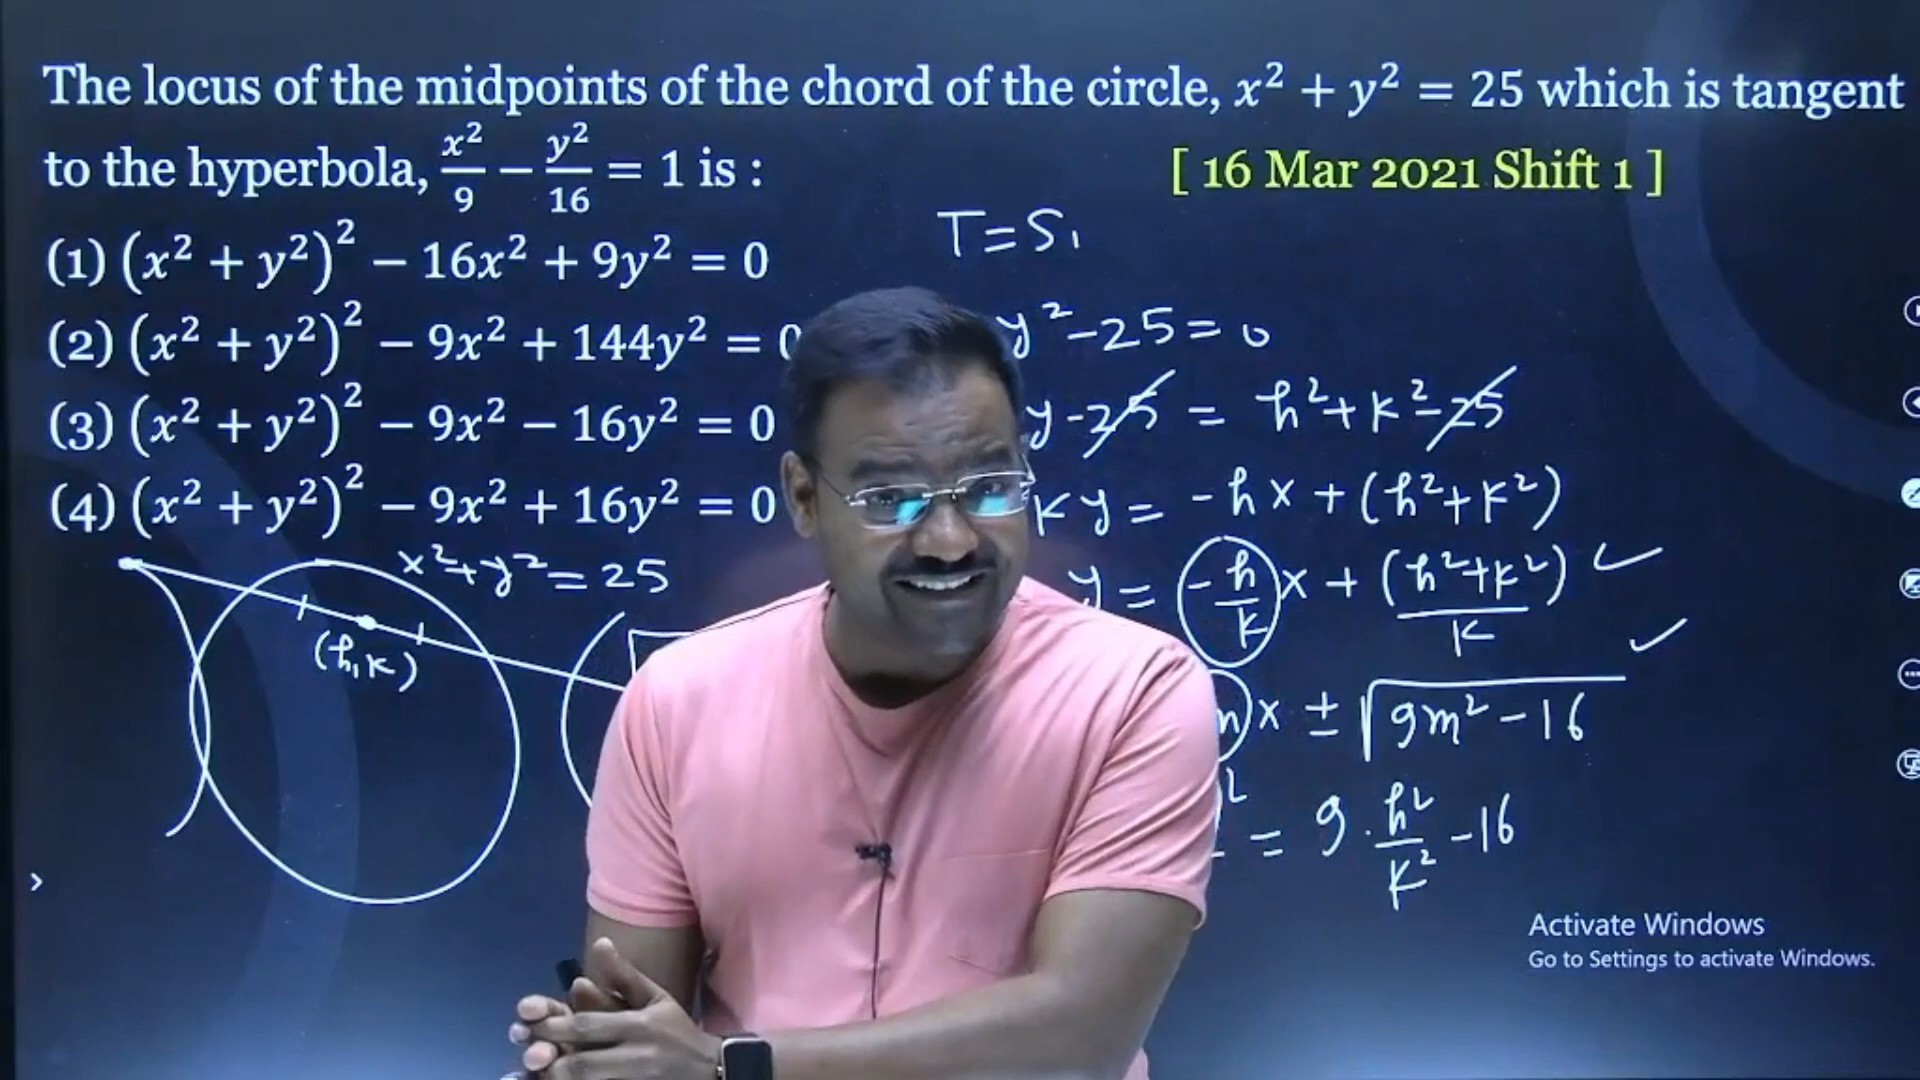 The locus of the midpoints of the chord of the circle, x² + y² = 25 which is tangent
to the hyperbola, x²/9 − y²/16 = 1 is :
[ 16 Mar 2021 Shift 1 ]
(1) (x² + y²)² − 16x² + 9y² = 0
(2) (x² + y²)² − 9x² + 144y² = 0
(3) (x² + y²)² − 9x² − 16y² = 0
(4) (x² + y²)² − 9x² + 16y² = 0
T=S₁
y²-25=0
y-25 = h²+k²-25
ky = -hx+(h²+k²)
y = -h/k x + (h²+k²)/k
x ± √(9m²-16)
= 9·h²/k² -16
x²+y²=25
(h,k)
Activate Windows
Go to Settings to activate Windows.